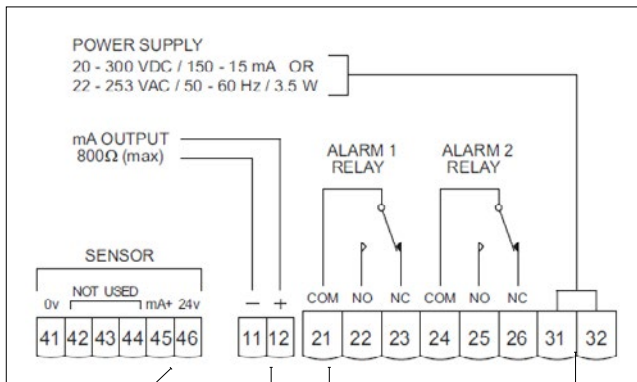 POWER SUPPLY
20 - 300 VDC / 150 - 15 mA OR
22 - 253 VAC / 50 - 60 Hz / 3.5 W
mA OUTPUT
800Ω (max)
ALARM 1
RELAY
ALARM 2
RELAY
SENSOR
NOT USED
0v mA+ 24v
− +
COM NO NC COM NO NC
41 42 43 44 45 46 11 12 21 22 23 24 25 26 31 32